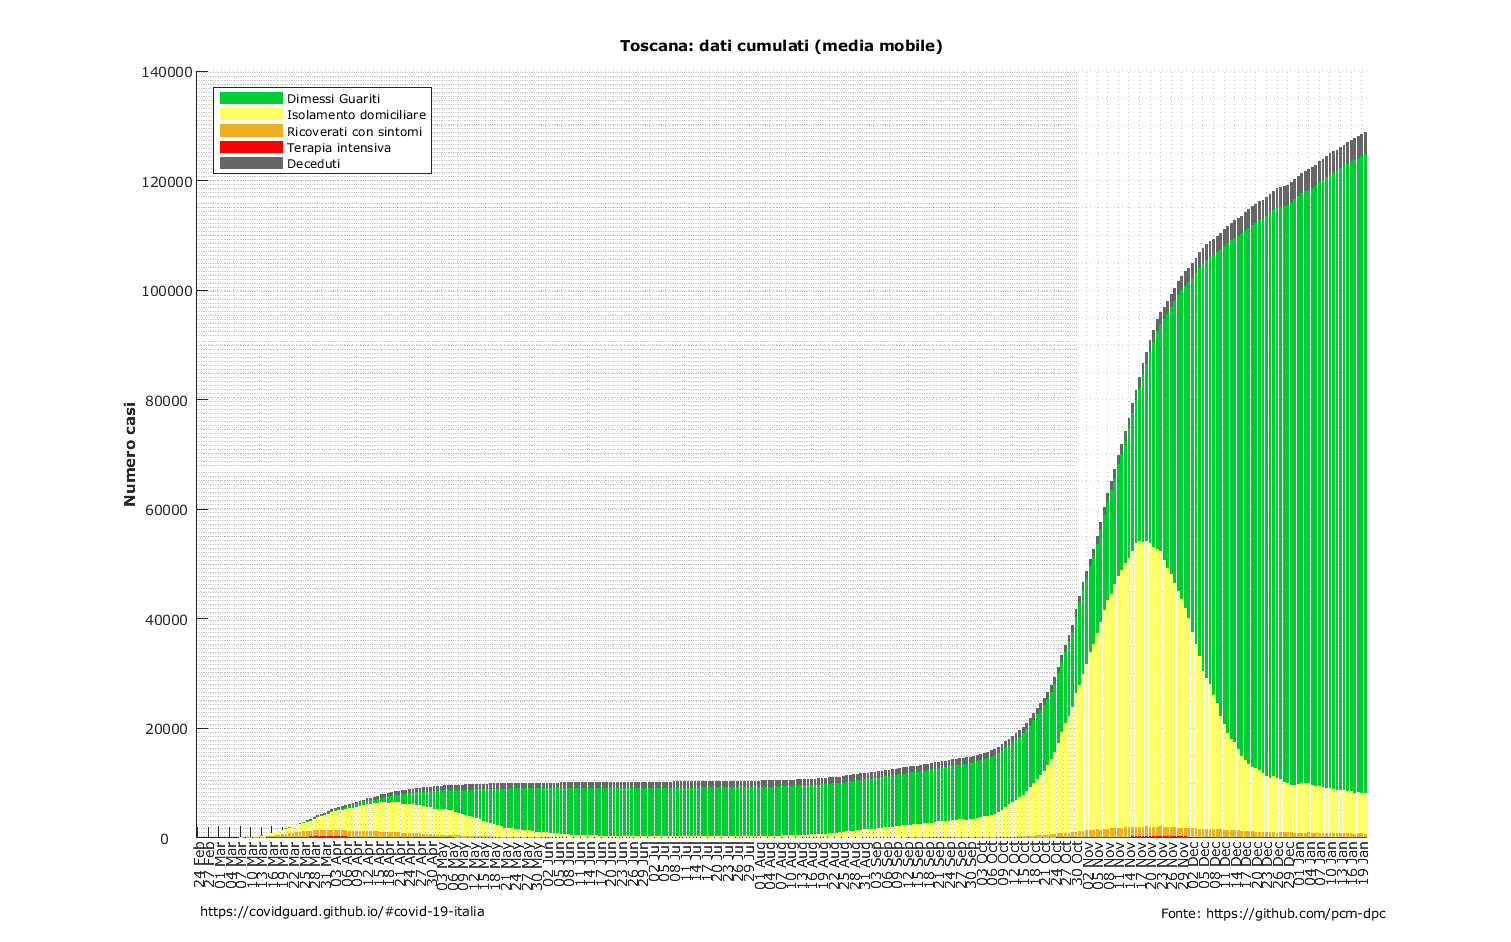 Toscana: dati cumulati (media mobile)
140000
120000
100000
80000
60000
40000
20000
0
Numero casi
Dimessi Guariti
Isolamento domiciliare
Ricoverati con sintomi
Terapia intensiva
Deceduti
24 Feb
27 Feb
01 Mar
04 Mar
07 Mar
10 Mar
13 Mar
16 Mar
19 Mar
22 Mar
25 Mar
28 Mar
31 Mar
03 Apr
06 Apr
09 Apr
12 Apr
15 Apr
18 Apr
21 Apr
24 Apr
27 Apr
30 Apr
03 May
06 May
09 May
12 May
15 May
18 May
21 May
24 May
27 May
30 May
02 Jun
05 Jun
08 Jun
11 Jun
14 Jun
17 Jun
20 Jun
23 Jun
26 Jun
29 Jun
02 Jul
05 Jul
08 Jul
11 Jul
14 Jul
17 Jul
20 Jul
23 Jul
26 Jul
29 Jul
01 Aug
04 Aug
07 Aug
10 Aug
13 Aug
16 Aug
19 Aug
22 Aug
25 Aug
28 Aug
31 Aug
03 Sep
06 Sep
09 Sep
12 Sep
15 Sep
18 Sep
21 Sep
24 Sep
27 Sep
30 Sep
03 Oct
06 Oct
09 Oct
12 Oct
15 Oct
18 Oct
21 Oct
24 Oct
27 Oct
30 Oct
02 Nov
05 Nov
08 Nov
11 Nov
14 Nov
17 Nov
20 Nov
23 Nov
26 Nov
29 Nov
02 Dec
05 Dec
08 Dec
11 Dec
14 Dec
17 Dec
20 Dec
23 Dec
26 Dec
29 Dec
01 Jan
04 Jan
07 Jan
10 Jan
13 Jan
16 Jan
19 Jan
https://covidguard.github.io/#covid-19-italia
Fonte: https://github.com/pcm-dpc